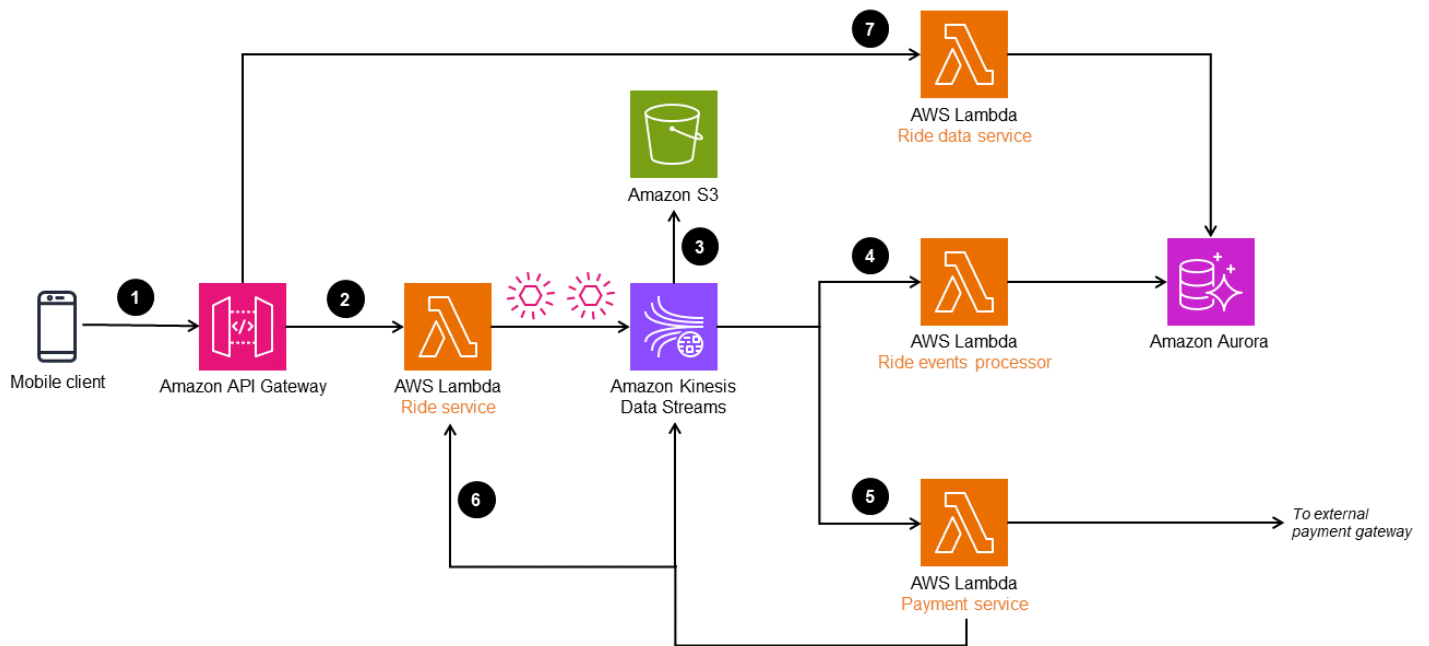 7
AWS Lambda
Ride data service
Amazon S3
3
4
1
2
</>
Mobile client
Amazon API Gateway
AWS Lambda
Ride service
Amazon Kinesis
Data Streams
AWS Lambda
Ride events processor
Amazon Aurora
6
5
To external
payment gateway
AWS Lambda
Payment service